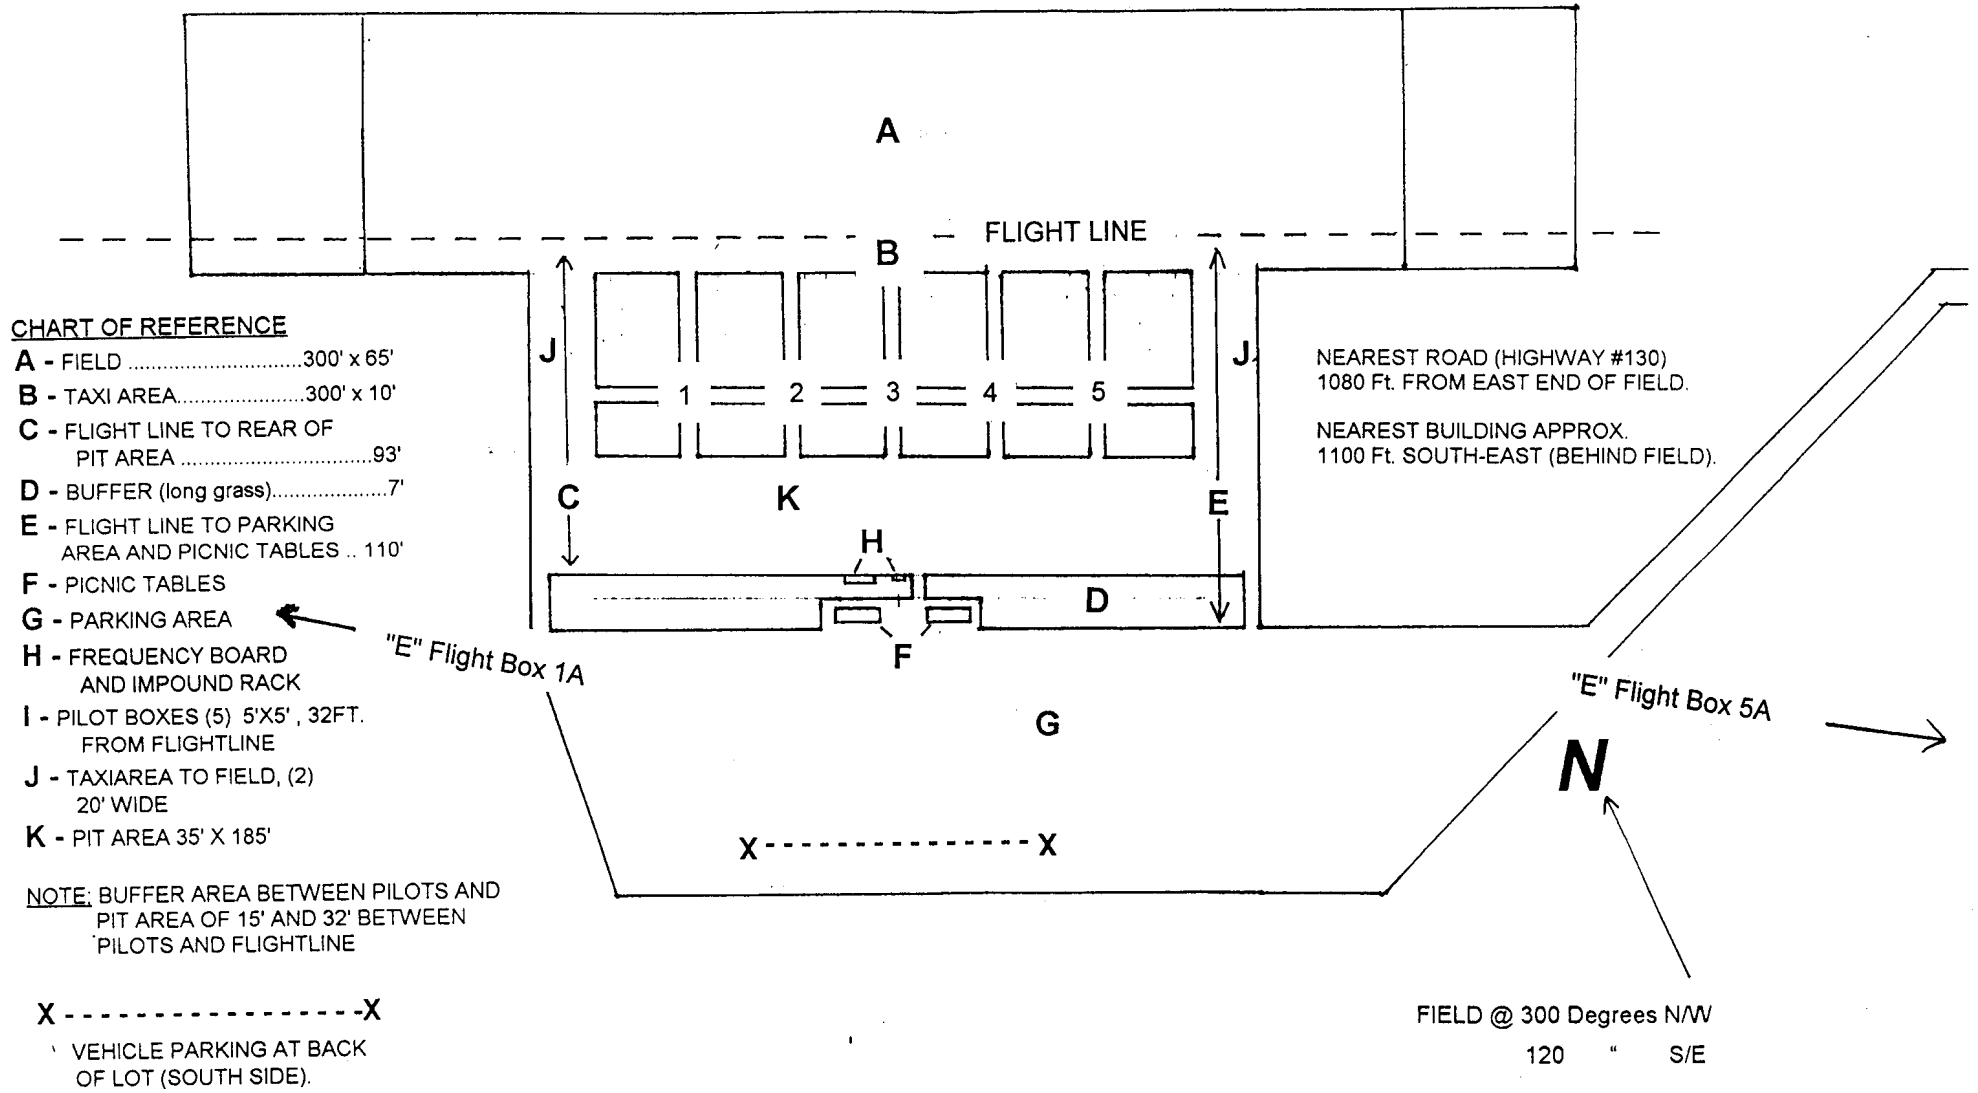 A
FLIGHT LINE
B
CHART OF REFERENCE
A - FIELD .............................300' x 65'
B - TAXI AREA......................300' x 10'
C - FLIGHT LINE TO REAR OF
PIT AREA .................................93'
D - BUFFER (long grass)....................7'
E - FLIGHT LINE TO PARKING
AREA AND PICNIC TABLES .. 110'
F - PICNIC TABLES
G - PARKING AREA
H - FREQUENCY BOARD
AND IMPOUND RACK
I - PILOT BOXES (5) 5'X5' , 32FT.
FROM FLIGHTLINE
J - TAXIAREA TO FIELD, (2)
20' WIDE
K - PIT AREA 35' X 185'
NOTE: BUFFER AREA BETWEEN PILOTS AND
PIT AREA OF 15' AND 32' BETWEEN
PILOTS AND FLIGHTLINE
X - - - - - - - - - - - - - - - - -X
VEHICLE PARKING AT BACK
OF LOT (SOUTH SIDE).
J
J
1 2 3 4 5
C
K
E
H
D
F
"E" Flight Box 1A
G
X - - - - - - - - - - - - - - X
NEAREST ROAD (HIGHWAY #130)
1080 Ft. FROM EAST END OF FIELD.
NEAREST BUILDING APPROX.
1100 Ft. SOUTH-EAST (BEHIND FIELD).
"E" Flight Box 5A
N
FIELD @ 300 Degrees N/W
120 “ S/E